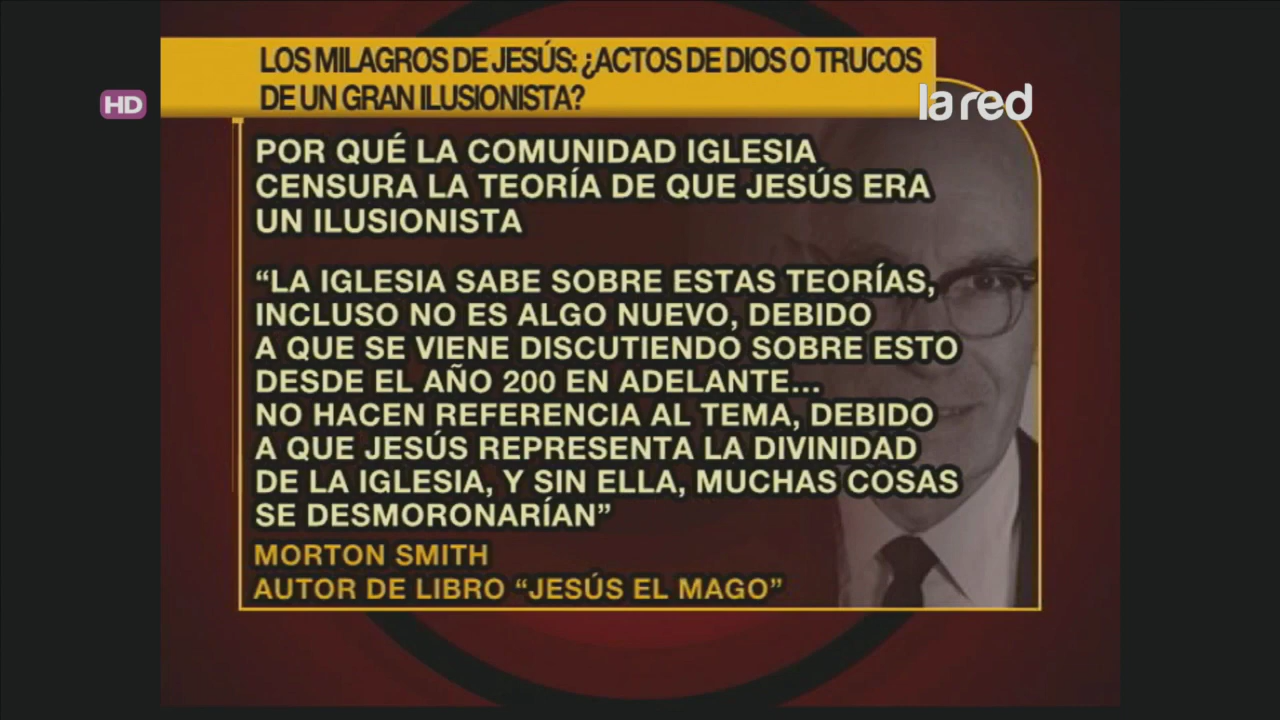 LOS MILAGROS DE JESÚS: ¿ACTOS DE DIOS O TRUCOS
DE UN GRAN ILUSIONISTA?
HD
la red
POR QUÉ LA COMUNIDAD IGLESIA
CENSURA LA TEORÍA DE QUE JESÚS ERA
UN ILUSIONISTA
“LA IGLESIA SABE SOBRE ESTAS TEORÍAS,
INCLUSO NO ES ALGO NUEVO, DEBIDO
A QUE SE VIENE DISCUTIENDO SOBRE ESTO
DESDE EL AÑO 200 EN ADELANTE...
NO HACEN REFERENCIA AL TEMA, DEBIDO
A QUE JESÚS REPRESENTA LA DIVINIDAD
DE LA IGLESIA, Y SIN ELLA, MUCHAS COSAS
SE DESMORONARÍAN”
MORTON SMITH
AUTOR DE LIBRO “JESÚS EL MAGO”